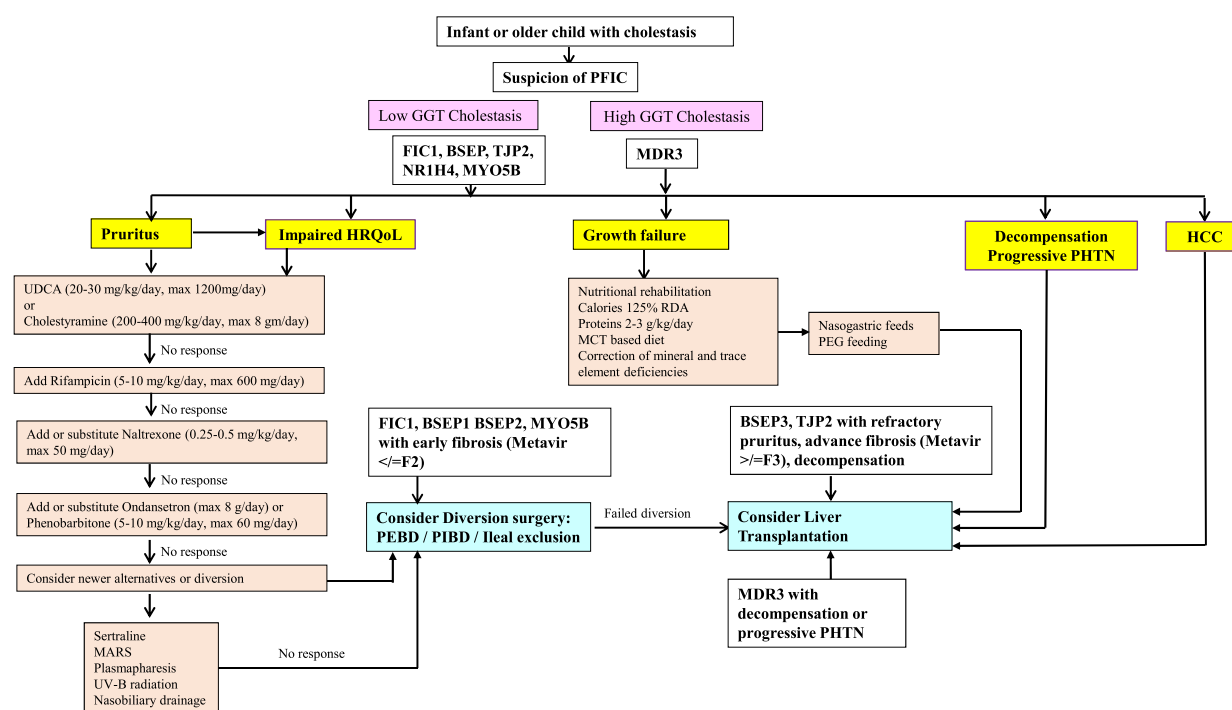 Infant or older child with cholestasis
Suspicion of PFIC
Low GGT Cholestasis
High GGT Cholestasis
FIC1, BSEP, TJP2,
NR1H4, MYO5B
MDR3
Pruritus
Impaired HRQoL
Growth failure
Decompensation
Progressive PHTN
HCC
UDCA (20-30 mg/kg/day, max 1200mg/day)
or
Cholestyramine (200-400 mg/kg/day, max 8 gm/day)
No response
Add Rifampicin (5-10 mg/kg/day, max 600 mg/day)
No response
Add or substitute Naltrexone (0.25-0.5 mg/kg/day,
max 50 mg/day)
No response
Add or substitute Ondansetron (max 8 g/day) or
Phenobarbitone (5-10 mg/kg/day, max 60 mg/day)
No response
Consider newer alternatives or diversion
Sertraline
MARS
Plasmapharesis
UV-B radiation
Nasobiliary drainage
No response
Nutritional rehabilitation
Calories 125% RDA
Proteins 2-3 g/kg/day
MCT based diet
Correction of mineral and trace
element deficiencies
Nasogastric feeds
PEG feeding
FIC1, BSEP1 BSEP2, MYO5B
with early fibrosis (Metavir
</=F2)
Consider Diversion surgery:
PEBD / PIBD / Ileal exclusion
Failed diversion
BSEP3, TJP2 with refractory
pruritus, advance fibrosis (Metavir
>/=F3), decompensation
Consider Liver
Transplantation
MDR3 with
decompensation or
progressive PHTN